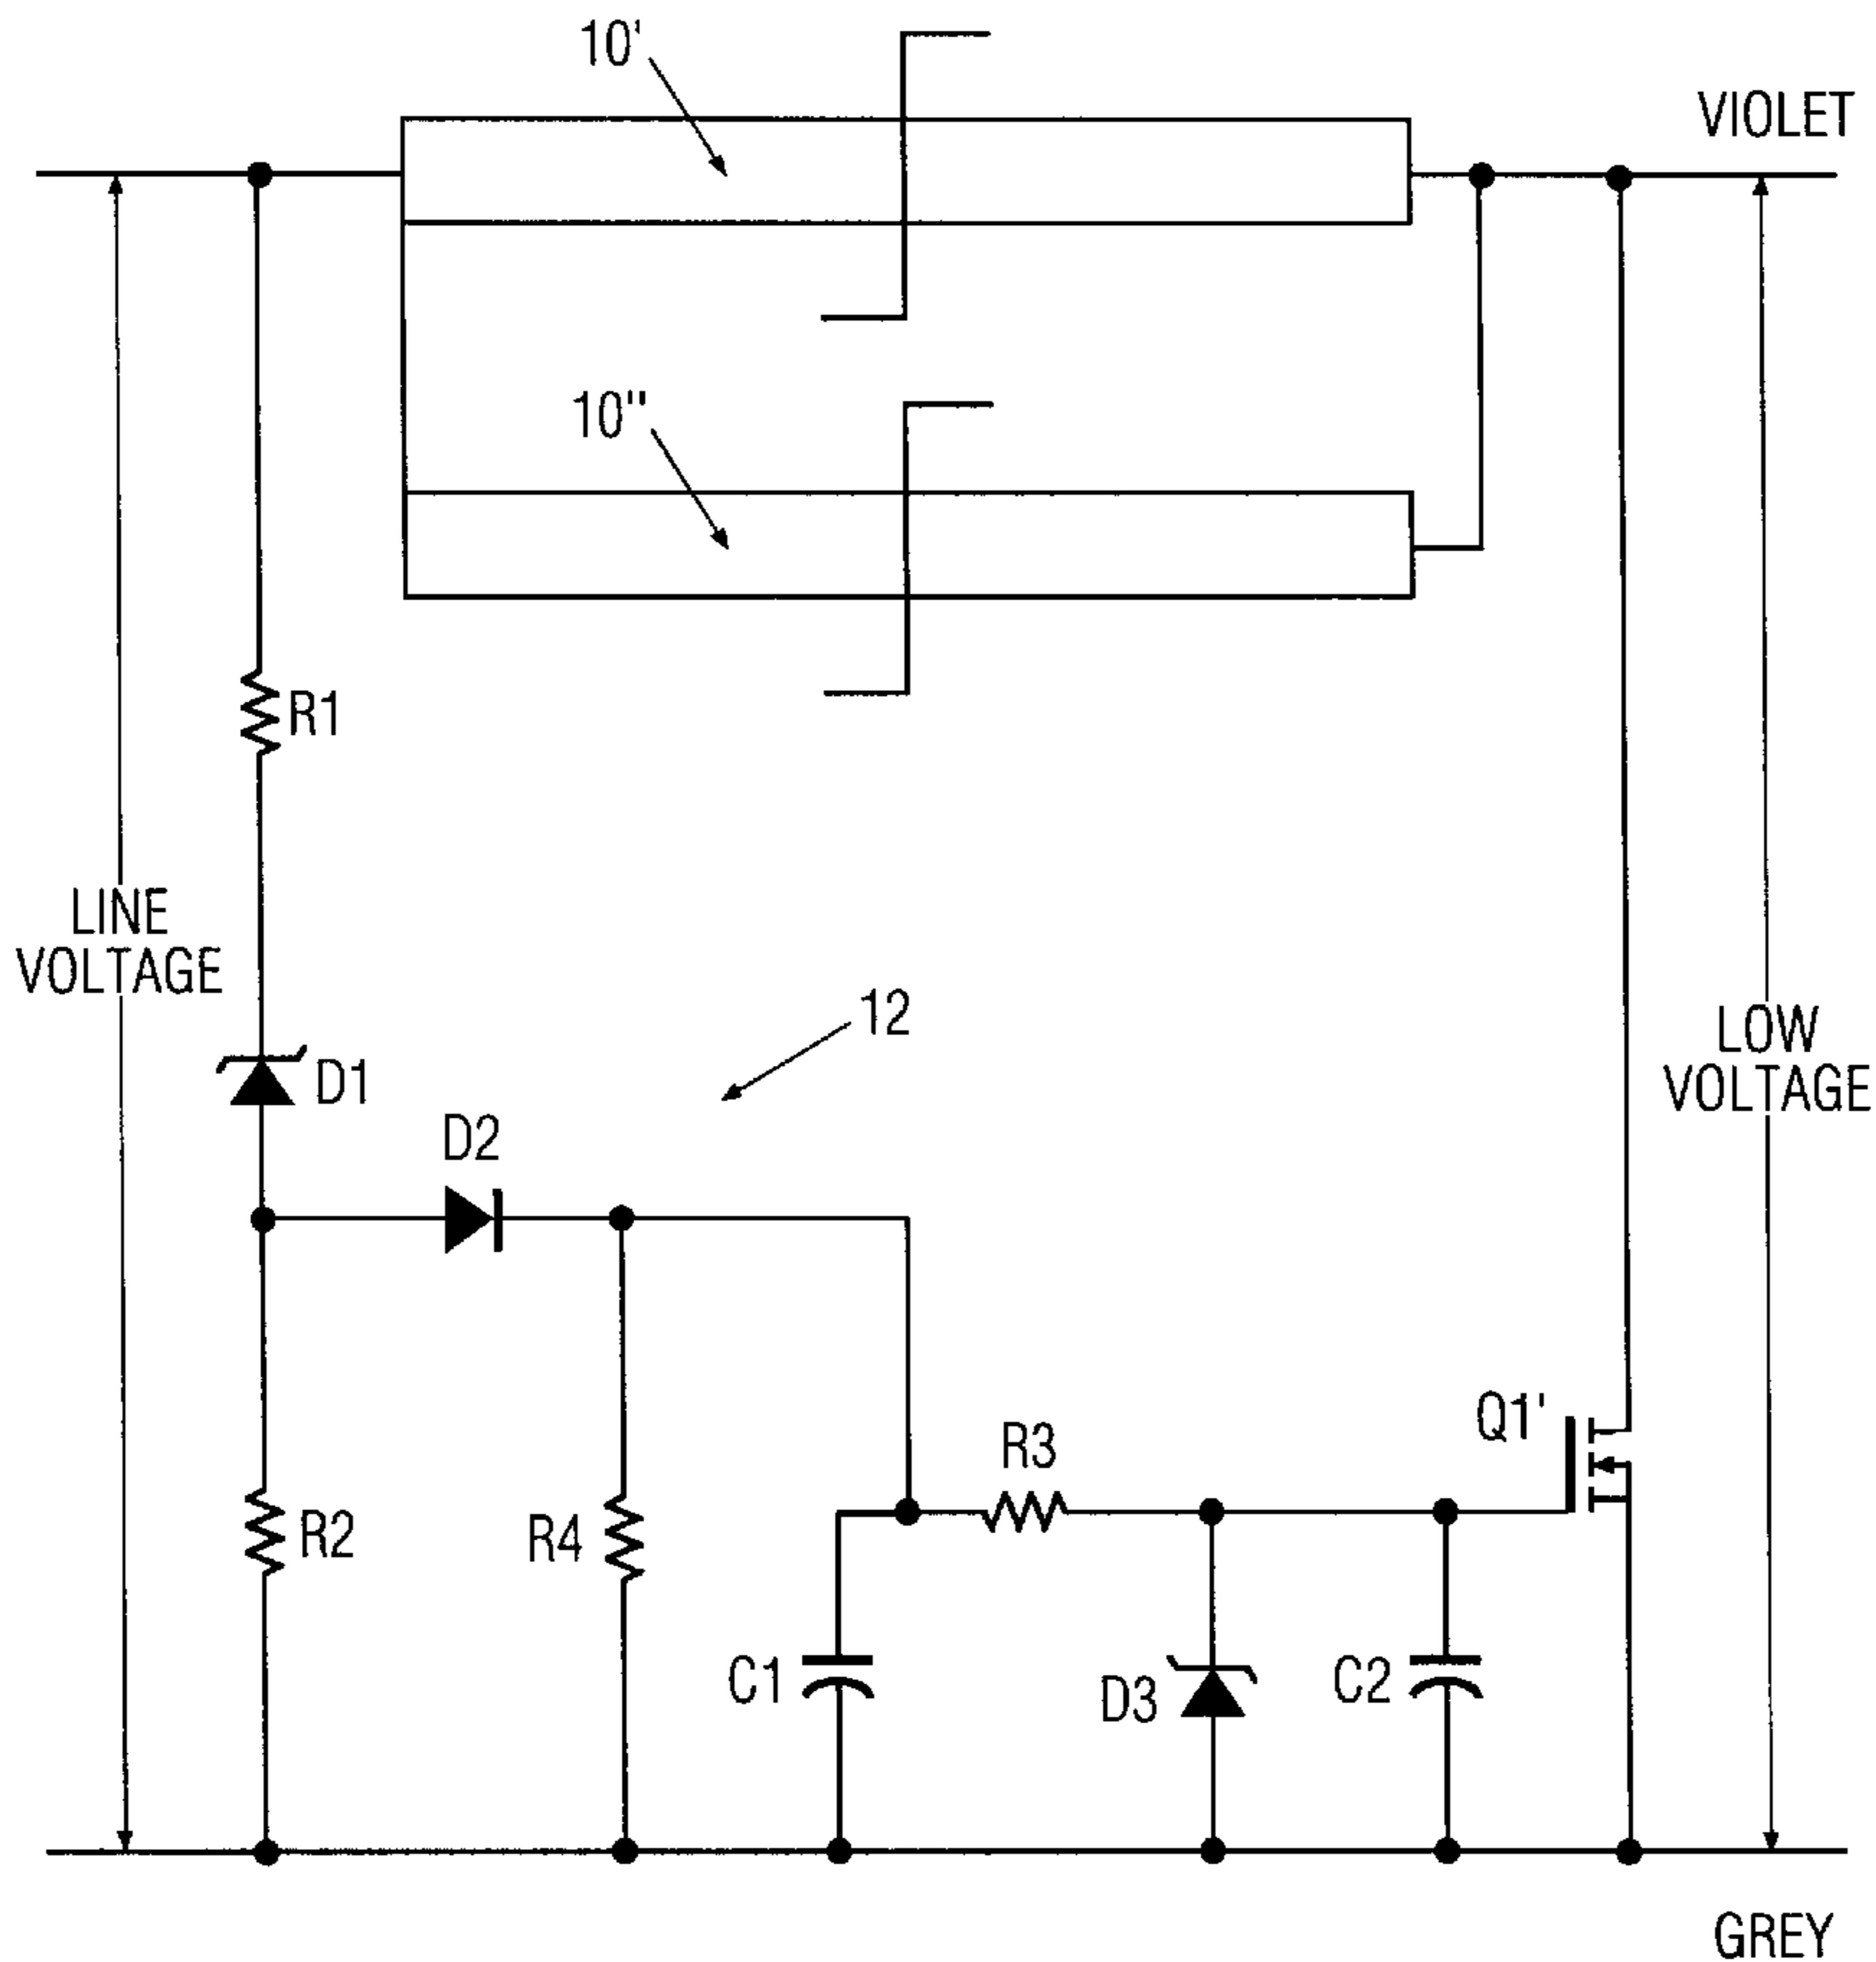 10'
VIOLET
10"
R1
LINE
VOLTAGE
12
LOW
VOLTAGE
D1
D2
Q1'
R3
R2
R4
C1
D3
C2
GREY